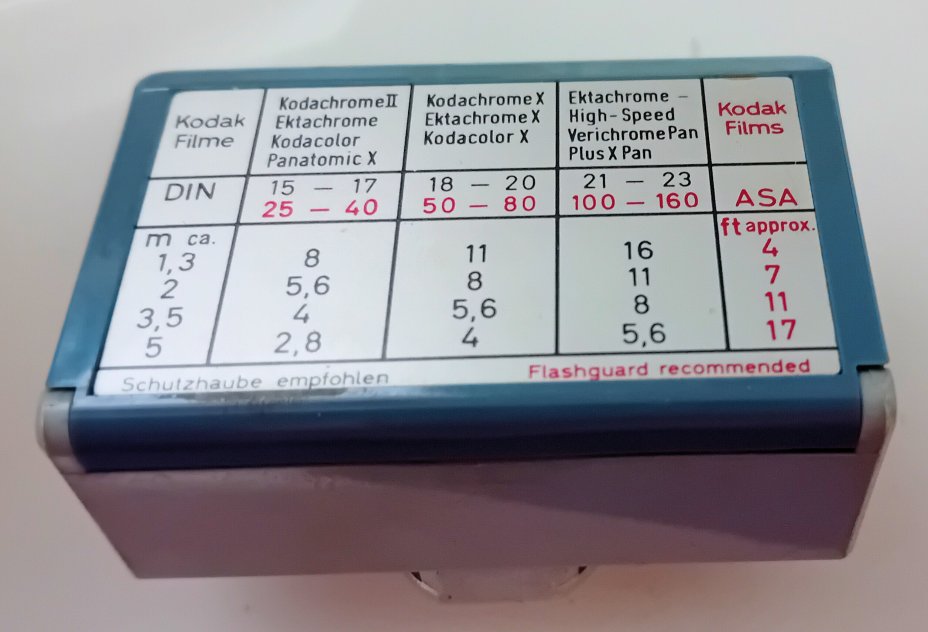 Kodak Filme
Kodachrome II
Ektachrome
Kodacolor
Panatomic X
Kodachrome X
Ektachrome X
Kodacolor X
Ektachrome –
High-Speed
Verichrome Pan
Plus X Pan
Kodak Films
DIN 15 – 17 18 – 20 21 – 23
25 – 40 50 – 80 100 – 160 ASA
m ca. ft approx.
1,3 8 11 16 4
2 5,6 8 11 7
3,5 4 5,6 8 11
5 2,8 4 5,6 17
Schutzhaube empfohlen Flashguard recommended